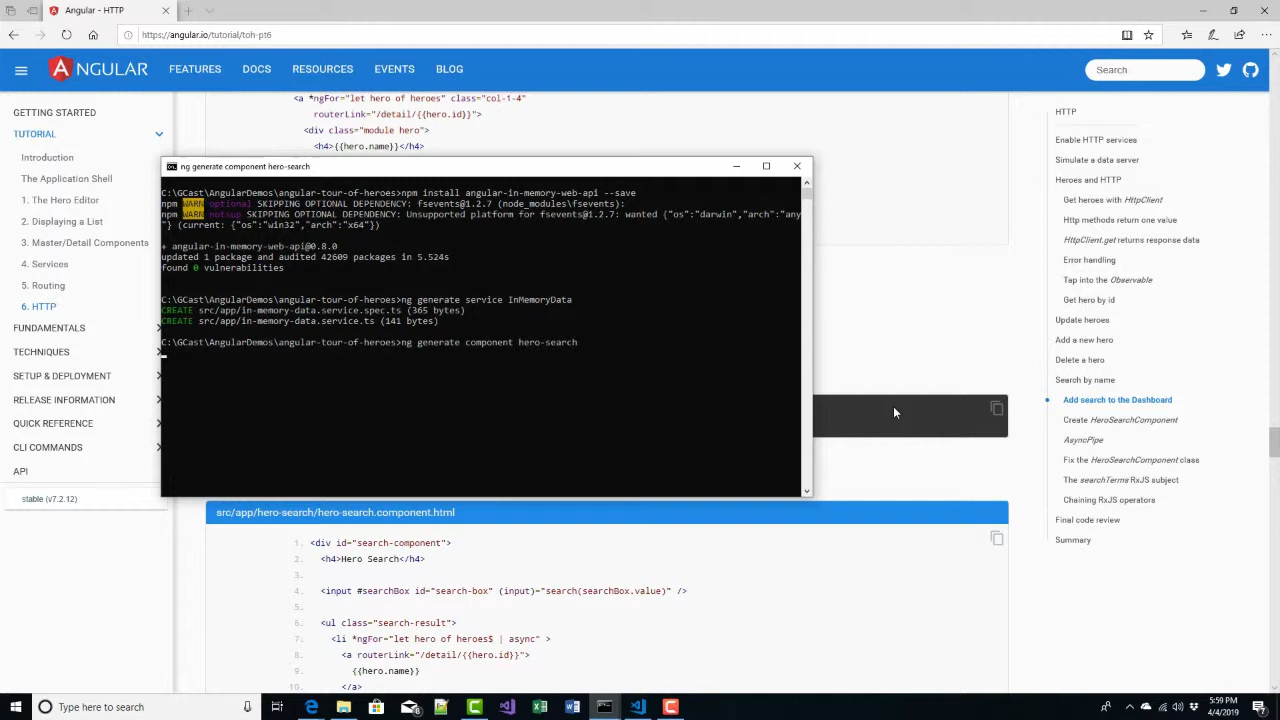 Angular - HTTP
https://angular.io/tutorial/toh-pt6
ANGULAR
FEATURES
DOCS
RESOURCES
EVENTS
BLOG
Search
GETTING STARTED
TUTORIAL
Introduction
The Application Shell
1. The Hero Editor
2. Displaying a List
3. Master/Detail Components
4. Services
5. Routing
6. HTTP
FUNDAMENTALS
TECHNIQUES
SETUP & DEPLOYMENT
RELEASE INFORMATION
QUICK REFERENCE
CLI COMMANDS
API
stable (v7.2.12)
<a *ngFor="let hero of heroes" class="col-1-4"
routerLink="/detail/{{hero.id}}">
<div class="module hero">
<h4>{{hero.name}}</h4>
ng generate component hero-search
C:\GCast\AngularDemos\angular-tour-of-heroes>npm install angular-in-memory-web-api --save
npm WARN optional SKIPPING OPTIONAL DEPENDENCY: fsevents@1.2.7 (node_modules\fsevents):
npm WARN notsup SKIPPING OPTIONAL DEPENDENCY: Unsupported platform for fsevents@1.2.7: wanted {"os":"darwin","arch":"any
"} (current: {"os":"win32","arch":"x64"})
+ angular-in-memory-web-api@0.8.0
updated 1 package and audited 42609 packages in 5.524s
found 0 vulnerabilities
C:\GCast\AngularDemos\angular-tour-of-heroes>ng generate service InMemoryData
CREATE src/app/in-memory-data.service.spec.ts (365 bytes)
CREATE src/app/in-memory-data.service.ts (141 bytes)
C:\GCast\AngularDemos\angular-tour-of-heroes>ng generate component hero-search
src/app/hero-search/hero-search.component.html
1. <div id="search-component">
2. <h4>Hero Search</h4>
3.
4. <input #searchBox id="search-box" (input)="search(searchBox.value)" />
5.
6. <ul class="search-result">
7. <li *ngFor="let hero of heroes$ | async" >
8. <a routerLink="/detail/{{hero.id}}">
9. {{hero.name}}
10. </a>
HTTP
Enable HTTP services
Simulate a data server
Heroes and HTTP
Get heroes with HttpClient
Http methods return one value
HttpClient.get returns response data
Error handling
Tap into the Observable
Get hero by id
Update heroes
Add a new hero
Delete a hero
Search by name
Add search to the Dashboard
Create HeroSearchComponent
AsyncPipe
Fix the HeroSearchComponent class
The searchTerms RxJS subject
Chaining RxJS operators
Final code review
Summary
Type here to search
5:59 PM
4/4/2019